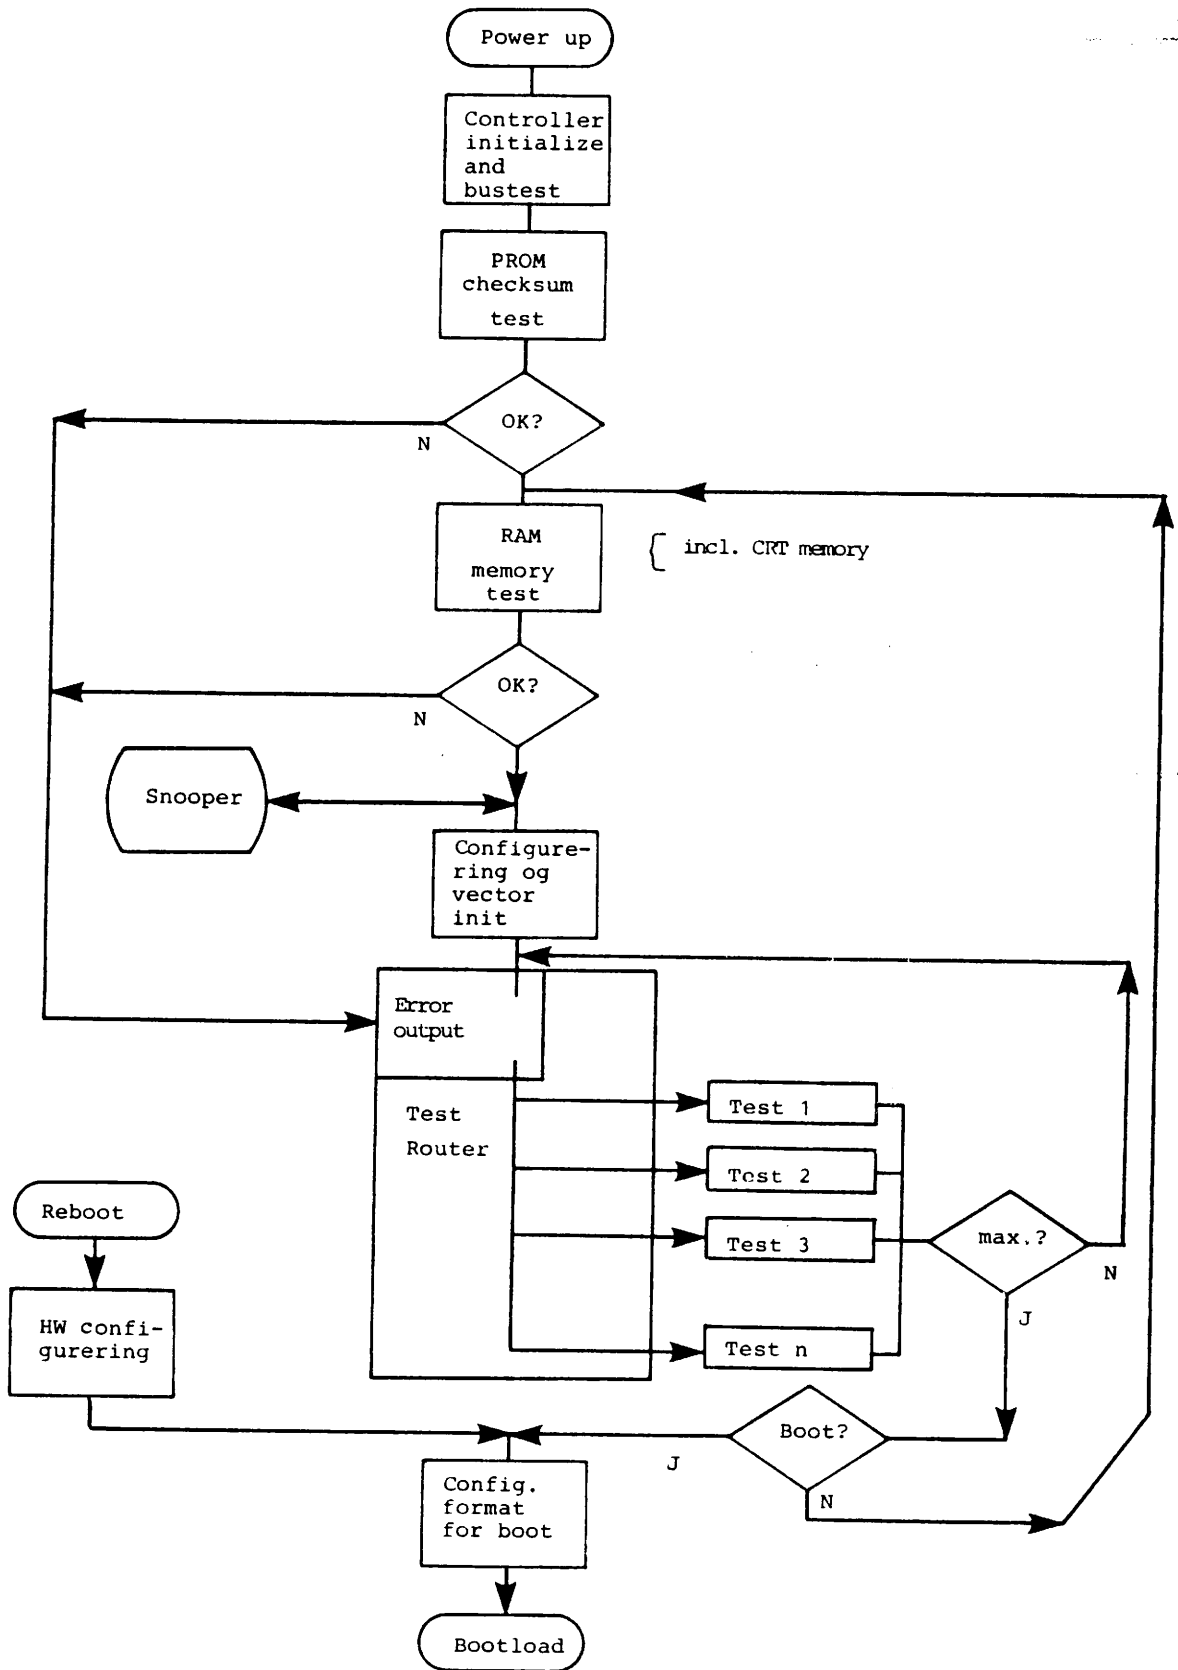 Power up
Controller
initialize
and
bustest
PROM
checksum
test
OK?
N
RAM
memory
test
incl. CRT memory
OK?
N
Snooper
Configure-
ring og
vector
init
Error
output
Test
Router
Test 1
Test 2
Test 3
Test n
max.?
N
J
Reboot
HW confi-
gurering
Boot?
J
N
Config.
format
for boot
Bootload